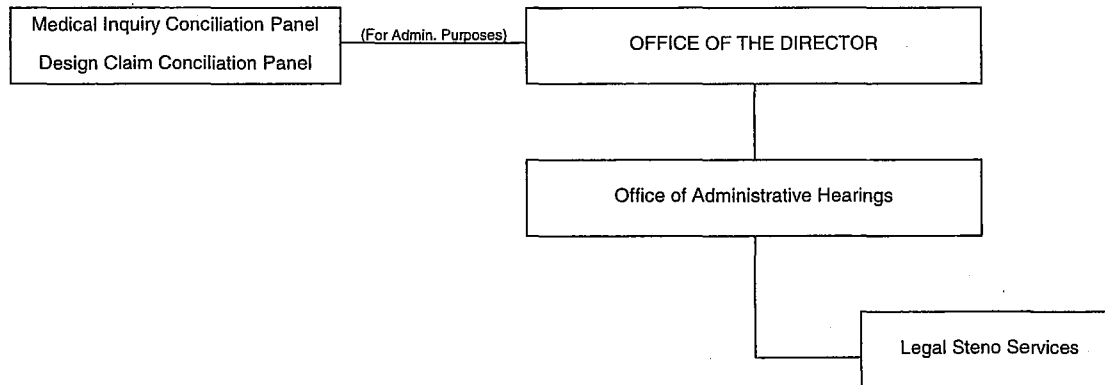 Medical Inquiry Conciliation Panel
Design Claim Conciliation Panel
(For Admin. Purposes)
OFFICE OF THE DIRECTOR
Office of Administrative Hearings
Legal Steno Services